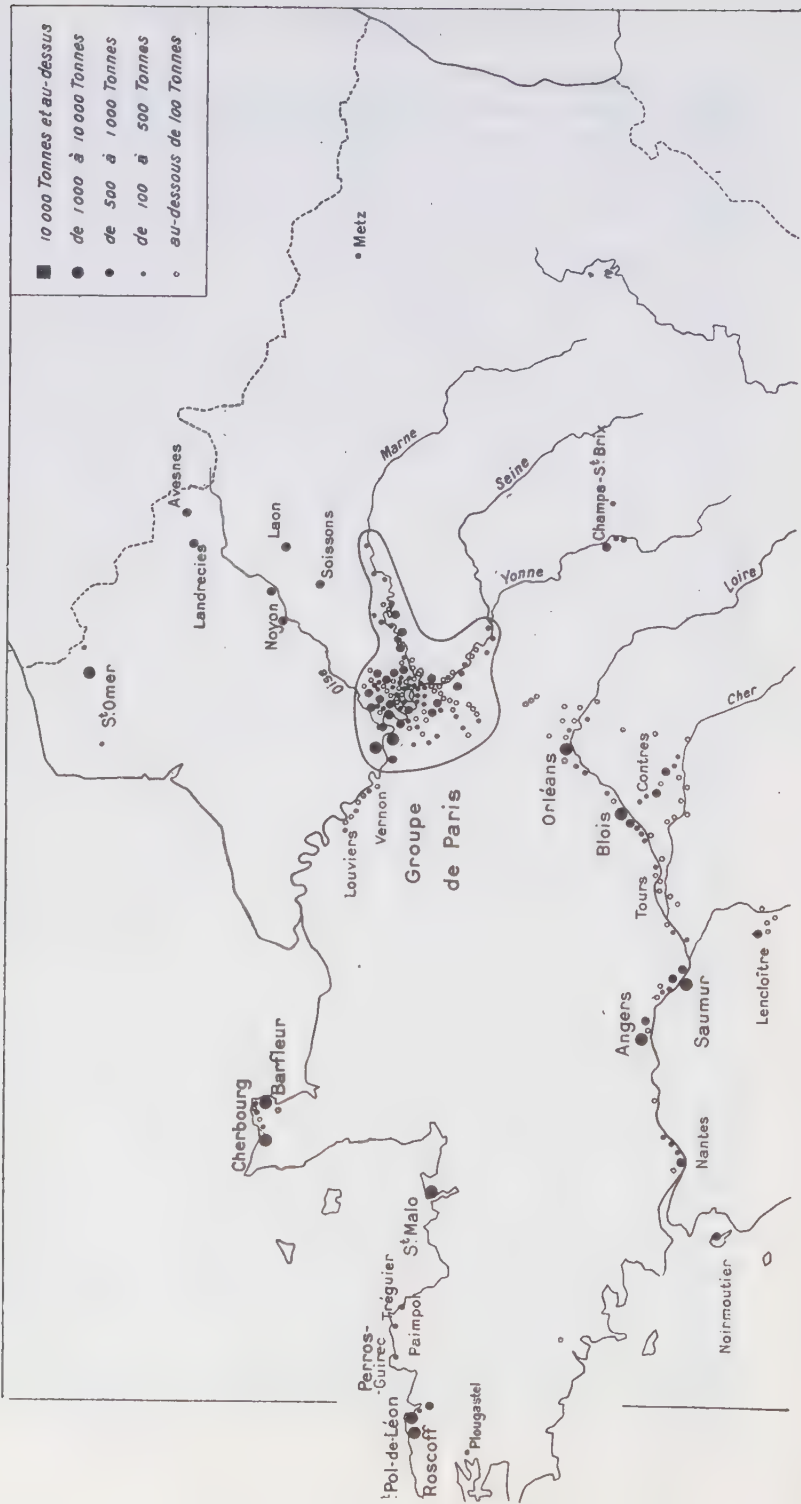 10 000 Tonnes et au-dessus
de 1000 à 10 000 Tonnes
de 500 à 1000 Tonnes
de 100 à 500 Tonnes
au-dessous de 100 Tonnes
St Omer
Avesnes
Landrecies
Noyon
Laon
Soissons
Oise
Metz
Marne
Seine
Yonne
Champs-St Brix
Loire
Cher
Cherbourg
Barfleur
Louviers
Vernon
Groupe
de Paris
Perros-
-Guirec
Tréguier
Paimpol
St Malo
t Pol-de-Léon
Roscoff
Plougastel
Orléans
Blois
Contres
Tours
Angers
Saumur
Nantes
Noirmoutier
Lencloître